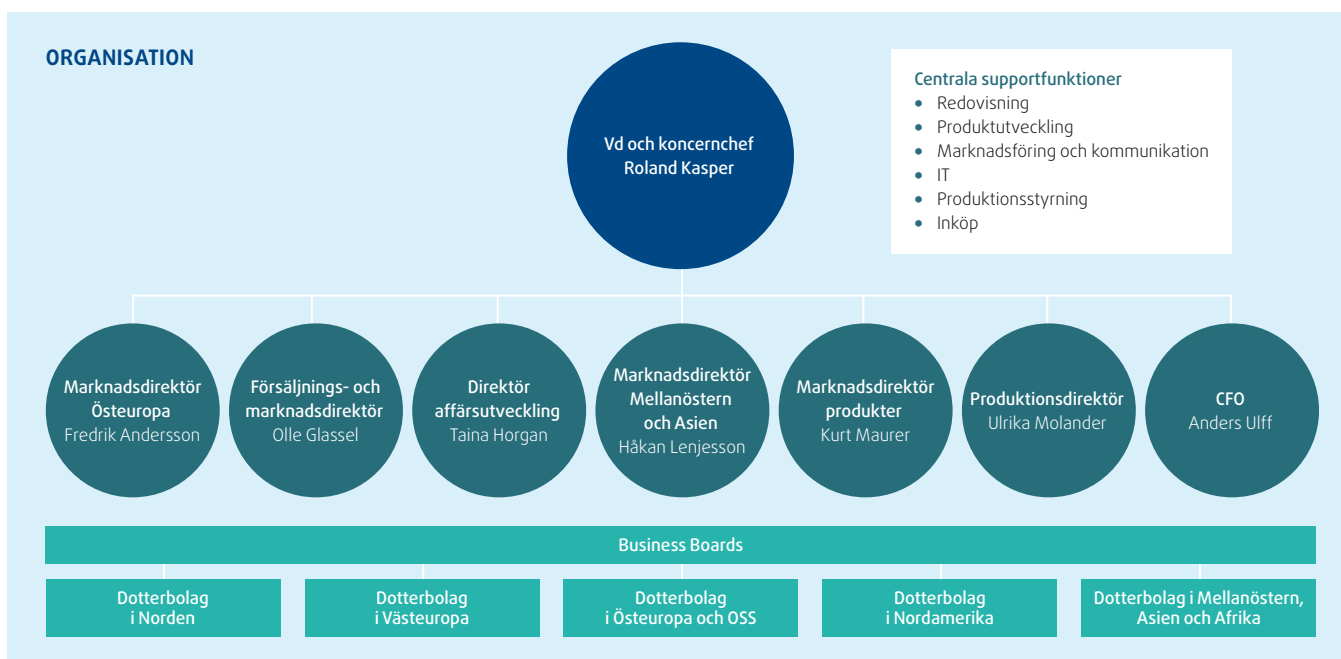 ORGANISATION
Vd och koncernchef
Roland Kasper
Centrala supportfunktioner
• Redovisning
• Produktutveckling
• Marknadsföring och kommunikation
• IT
• Produktionsstyrning
• Inköp
Marknadsdirektör
Östeuropa
Fredrik Andersson
Försäljnings- och
marknadsdirektör
Olle Glassel
Direktör
affärsutveckling
Taina Horgan
Marknadsdirektör
Mellanöstern
och Asien
Håkan Lenjesson
Marknadsdirektör
produkter
Kurt Maurer
Produktionsdirektör
Ulrika Molander
CFO
Anders Ulff
Business Boards
Dotterbolag
i Norden
Dotterbolag
i Västeuropa
Dotterbolag
i Östeuropa och OSS
Dotterbolag
i Nordamerika
Dotterbolag i Mellanöstern,
Asien och Afrika